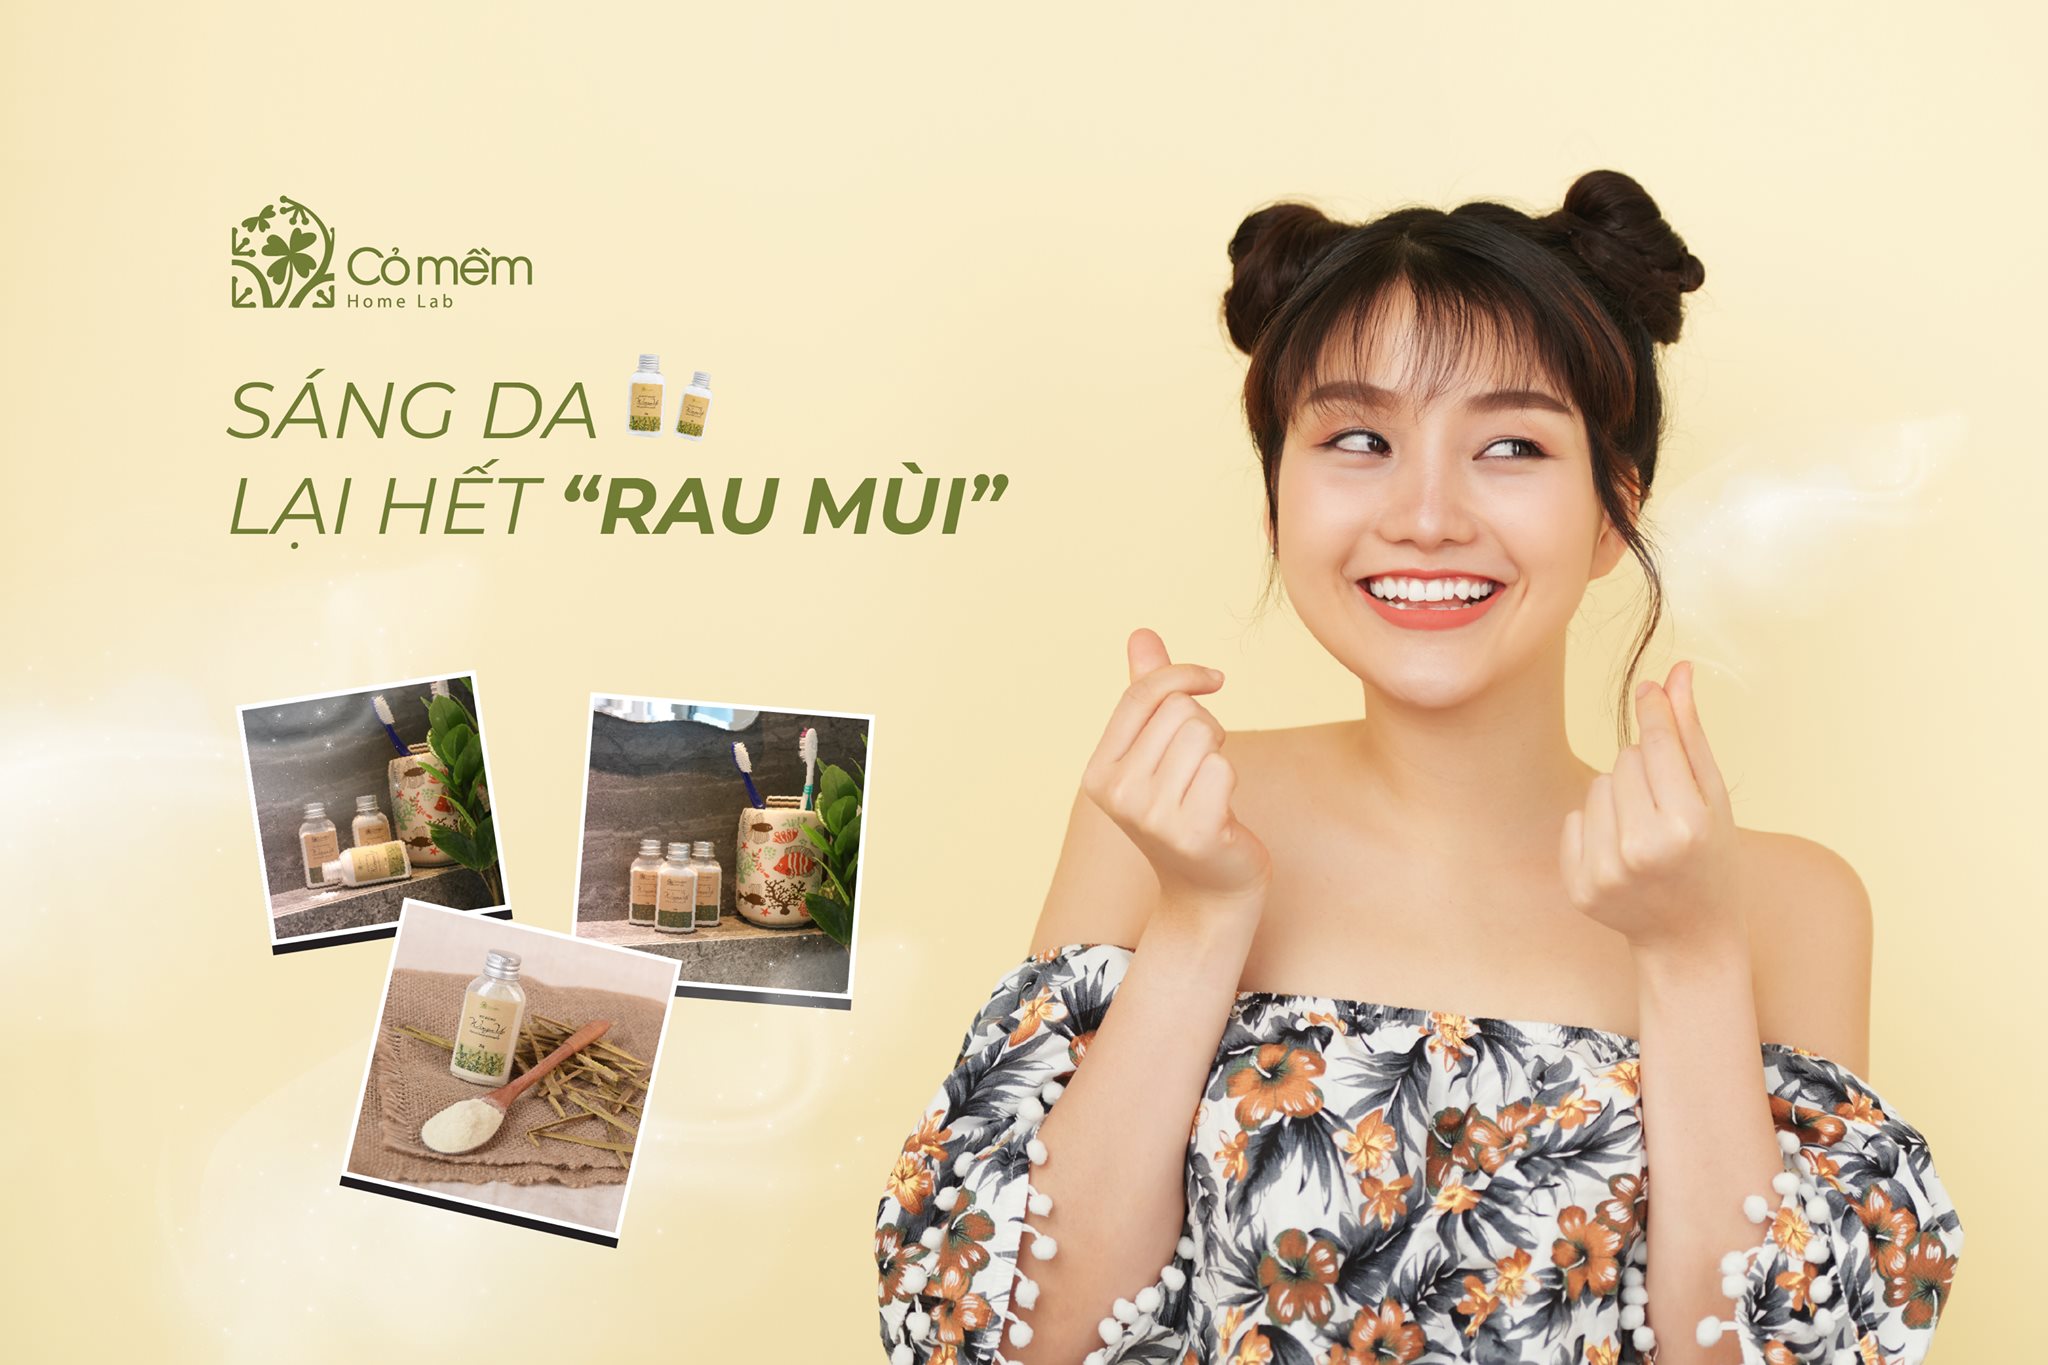 Cỏ mềm
Home Lab
SÁNG DA
LẠI HẾT “RAU MÙI”